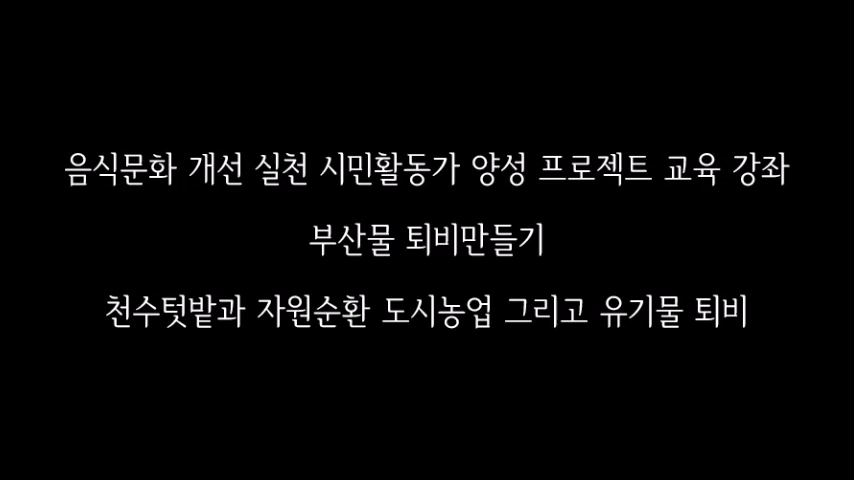 음식문화 개선 실천 시민활동가 양성 프로젝트 교육 강좌
부산물 퇴비만들기
천수텃밭과 자원순환 도시농업 그리고 유기물 퇴비